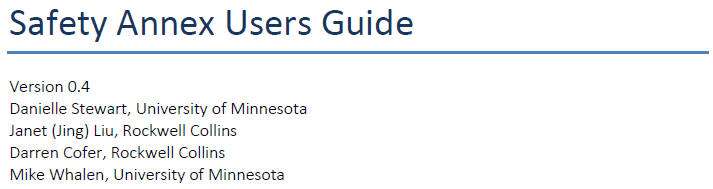 Safety Annex Users Guide
Version 0.4
Danielle Stewart, University of Minnesota
Janet (Jing) Liu, Rockwell Collins
Darren Cofer, Rockwell Collins
Mike Whalen, University of Minnesota